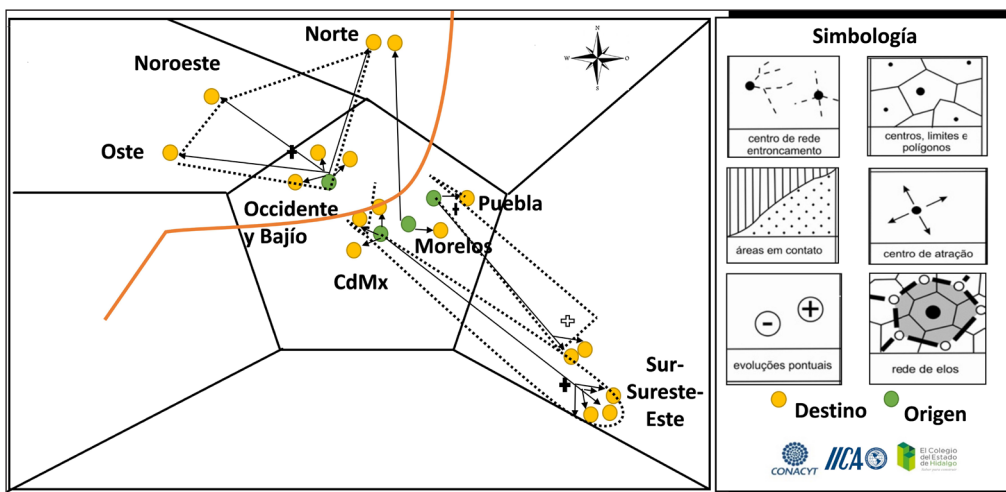 Norte
Noroeste
Oste
Occidente
y Bajío
Puebla
Morelos
CdMx
Sur-
Sureste-
Este
N
W
O
S
Simbología
centro de rede
entroncamento
centros, limites e
polígonos
áreas em contato
centro de atração
evoluções pontuais
rede de elos
Destino
Origen
CONACYT
IICA
El Colegio
del Estado
de Hidalgo